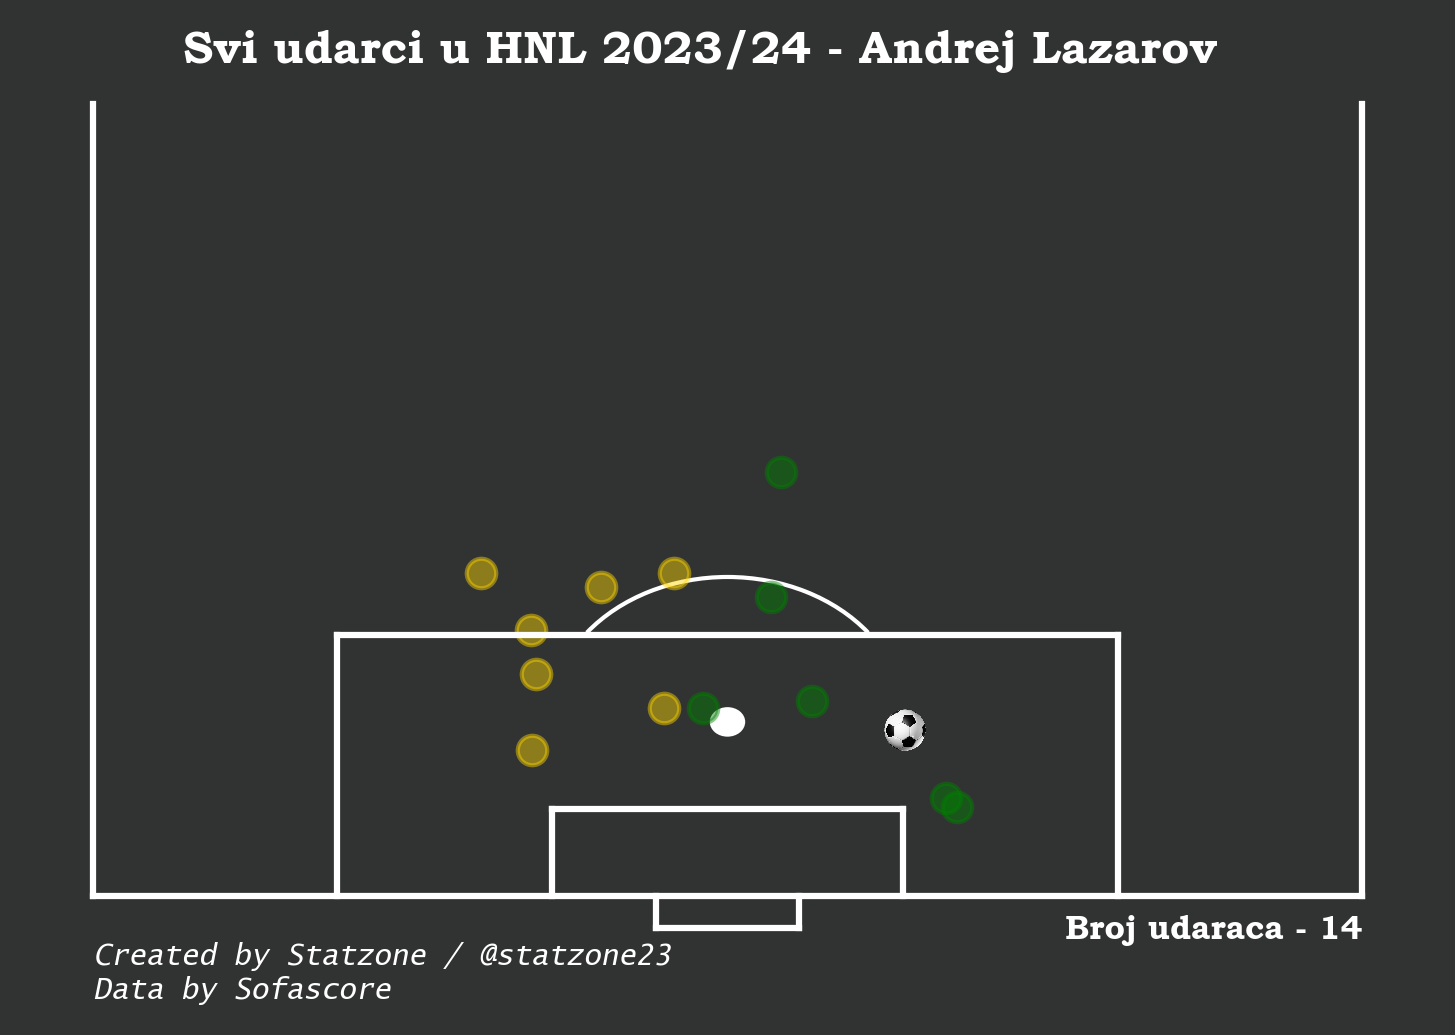 Svi udarci u HNL 2023/24 - Andrej Lazarov
Broj udaraca - 14
Created by Statzone / @statzone23
Data by Sofascore